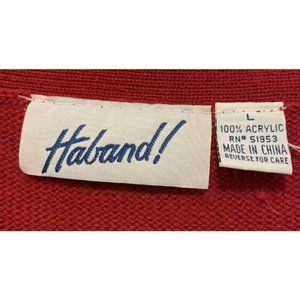 Haband!
L
100% ACRYLIC
RN# 51953
MADE IN CHINA
REVERSE FOR CARE